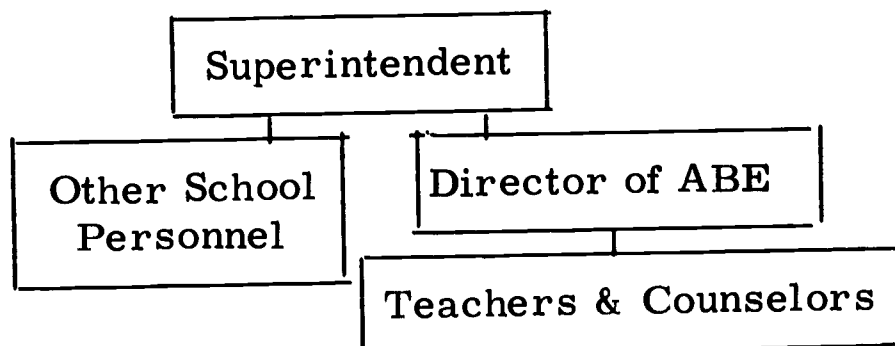 Superintendent
Other School
Personnel
Director of ABE
Teachers & Counselors